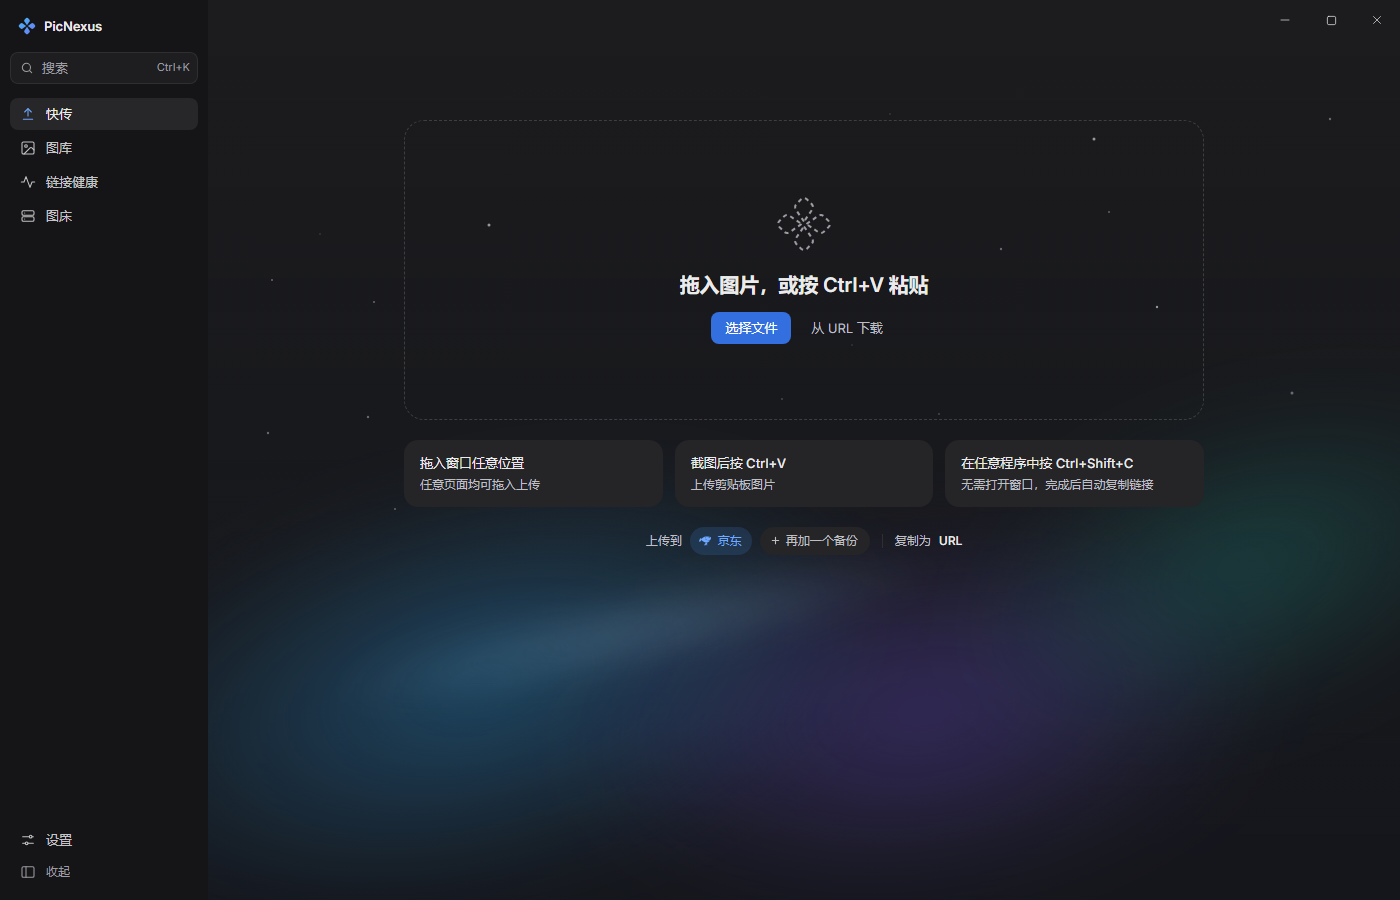 PicNexus
搜索 Ctrl+K
快传
图库
链接健康
图床
设置
收起
拖入图片，或按 Ctrl+V 粘贴
选择文件 从 URL 下载
拖入窗口任意位置
任意页面均可拖入上传
截图后按 Ctrl+V
上传剪贴板图片
在任意程序中按 Ctrl+Shift+C
无需打开窗口，完成后自动复制链接
上传到 京东 + 再加一个备份 复制为 URL